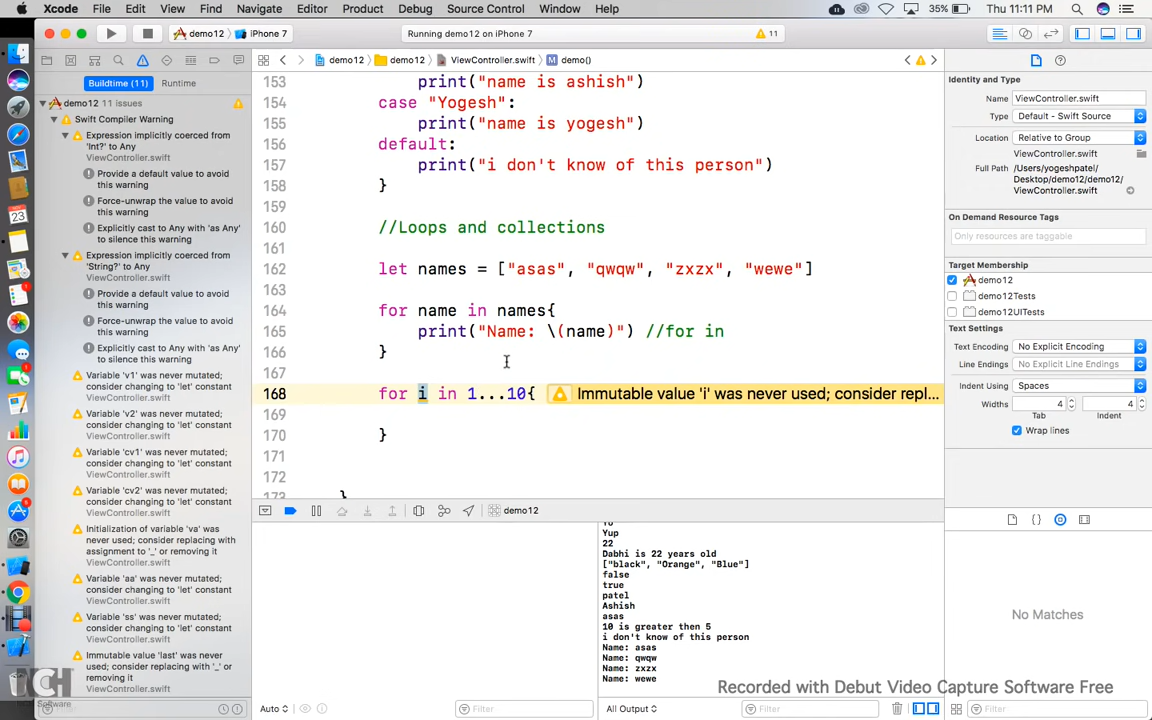 Xcode File Edit View Find Navigate Editor Product Debug Source Control Window Help 35% Thu 11:11 PM
demo12 iPhone 7 Running demo12 on iPhone 7 11
demo12 demo12 ViewController.swift M demo()
Buildtime (11) Runtime
demo12 11 issues
Swift Compiler Warning
Expression implicitly coerced from
'Int?' to Any
ViewController.swift
Provide a default value to avoid
this warning
Force-unwrap the value to avoid
this warning
Explicitly cast to Any with 'as Any'
to silence this warning
Expression implicitly coerced from
'String?' to Any
ViewController.swift
Provide a default value to avoid
this warning
Force-unwrap the value to avoid
this warning
Explicitly cast to Any with 'as Any'
to silence this warning
Variable 'v1' was never mutated;
consider changing to 'let' constant
ViewController.swift
Variable 'v2' was never mutated;
consider changing to 'let' constant
ViewController.swift
Variable 'cv1' was never mutated;
consider changing to 'let' constant
ViewController.swift
Variable 'cv2' was never mutated;
consider changing to 'let' constant
ViewController.swift
Initialization of variable 'va' was
never used; consider replacing with
assignment to '_' or removing it
ViewController.swift
Variable 'aa' was never mutated;
consider changing to 'let' constant
ViewController.swift
Variable 'ss' was never mutated;
consider changing to 'let' constant
ViewController.swift
Immutable value 'last' was never
used; consider replacing with '_' or
removing it
ViewController.swift
153 print("name is ashish")
154 case "Yogesh":
155 print("name is yogesh")
156 default:
157 print("i don't know of this person")
158 }
159
160 //Loops and collections
161
162 let names = ["asas", "qwqw", "zxzx", "wewe"]
163
164 for name in names{
165 print("Name: \(name)") //for in
166 }
167
168 for i in 1...10{ Immutable value 'i' was never used; consider repl...
169
170 }
171
172
173 }
demo12
Yo
Yup
22
Dabhi is 22 years old
["black", "Orange", "Blue"]
false
true
patel
Ashish
asas
10 is greater then 5
i don't know of this person
Name: asas
Name: qwqw
Name: zxzx
Name: wewe
Auto Filter All Output Filter
Identity and Type
Name ViewController.swift
Type Default - Swift Source
Location Relative to Group
ViewController.swift
Full Path /Users/yogeshpatel/
Desktop/demo12/demo12/
ViewController.swift
On Demand Resource Tags
Only resources are taggable
Target Membership
demo12
demo12Tests
demo12UITests
Text Settings
Text Encoding No Explicit Encoding
Line Endings No Explicit Line Endings
Indent Using Spaces
Widths 4 4
Tab Indent
Wrap lines
No Matches
Filter
Recorded with Debut Video Capture Software Free
NCH
Software